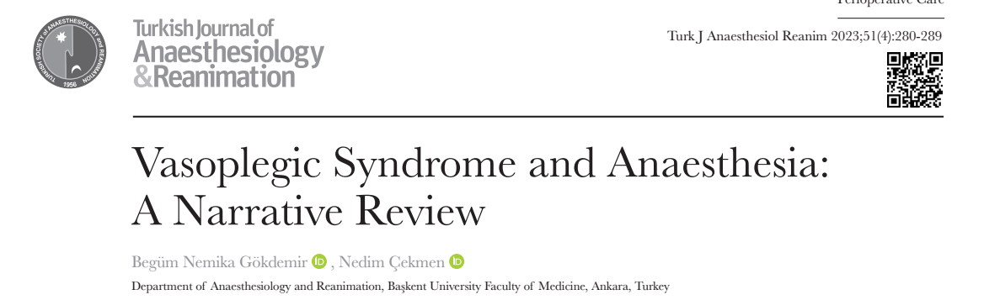 Perioperative Care
TURKISH SOCIETY of ANAESTHESIOLOGY and REANIMATION
1956
Turkish Journal of
Anaesthesiology
&Reanimation
Turk J Anaesthesiol Reanim 2023;51(4):280-289
Vasoplegic Syndrome and Anaesthesia:
A Narrative Review
Begüm Nemika Gökdemir iD , Nedim Çekmen iD
Department of Anaesthesiology and Reanimation, Başkent University Faculty of Medicine, Ankara, Turkey